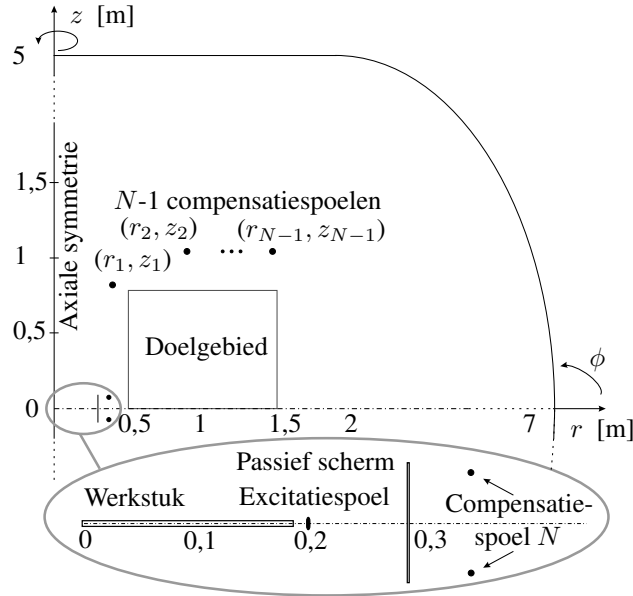 z [m]
5
Axiale symmetrie
1,5
N-1 compensatiespoelen
(r₂, z₂)
(r_{N−1}, z_{N−1})
1
(r₁, z₁)
0,5
Doelgebied
ϕ
0
0,5
1
1,5
2
7
r [m]
Passief scherm
Werkstuk
Excitatiespoel
Compensatie-
spoel N
0
0,1
0,2
0,3